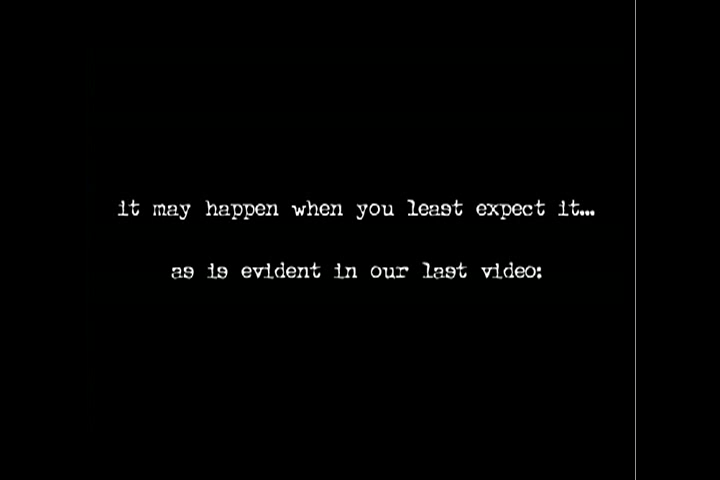 it may happen when you least expect it...
as is evident in our last video: